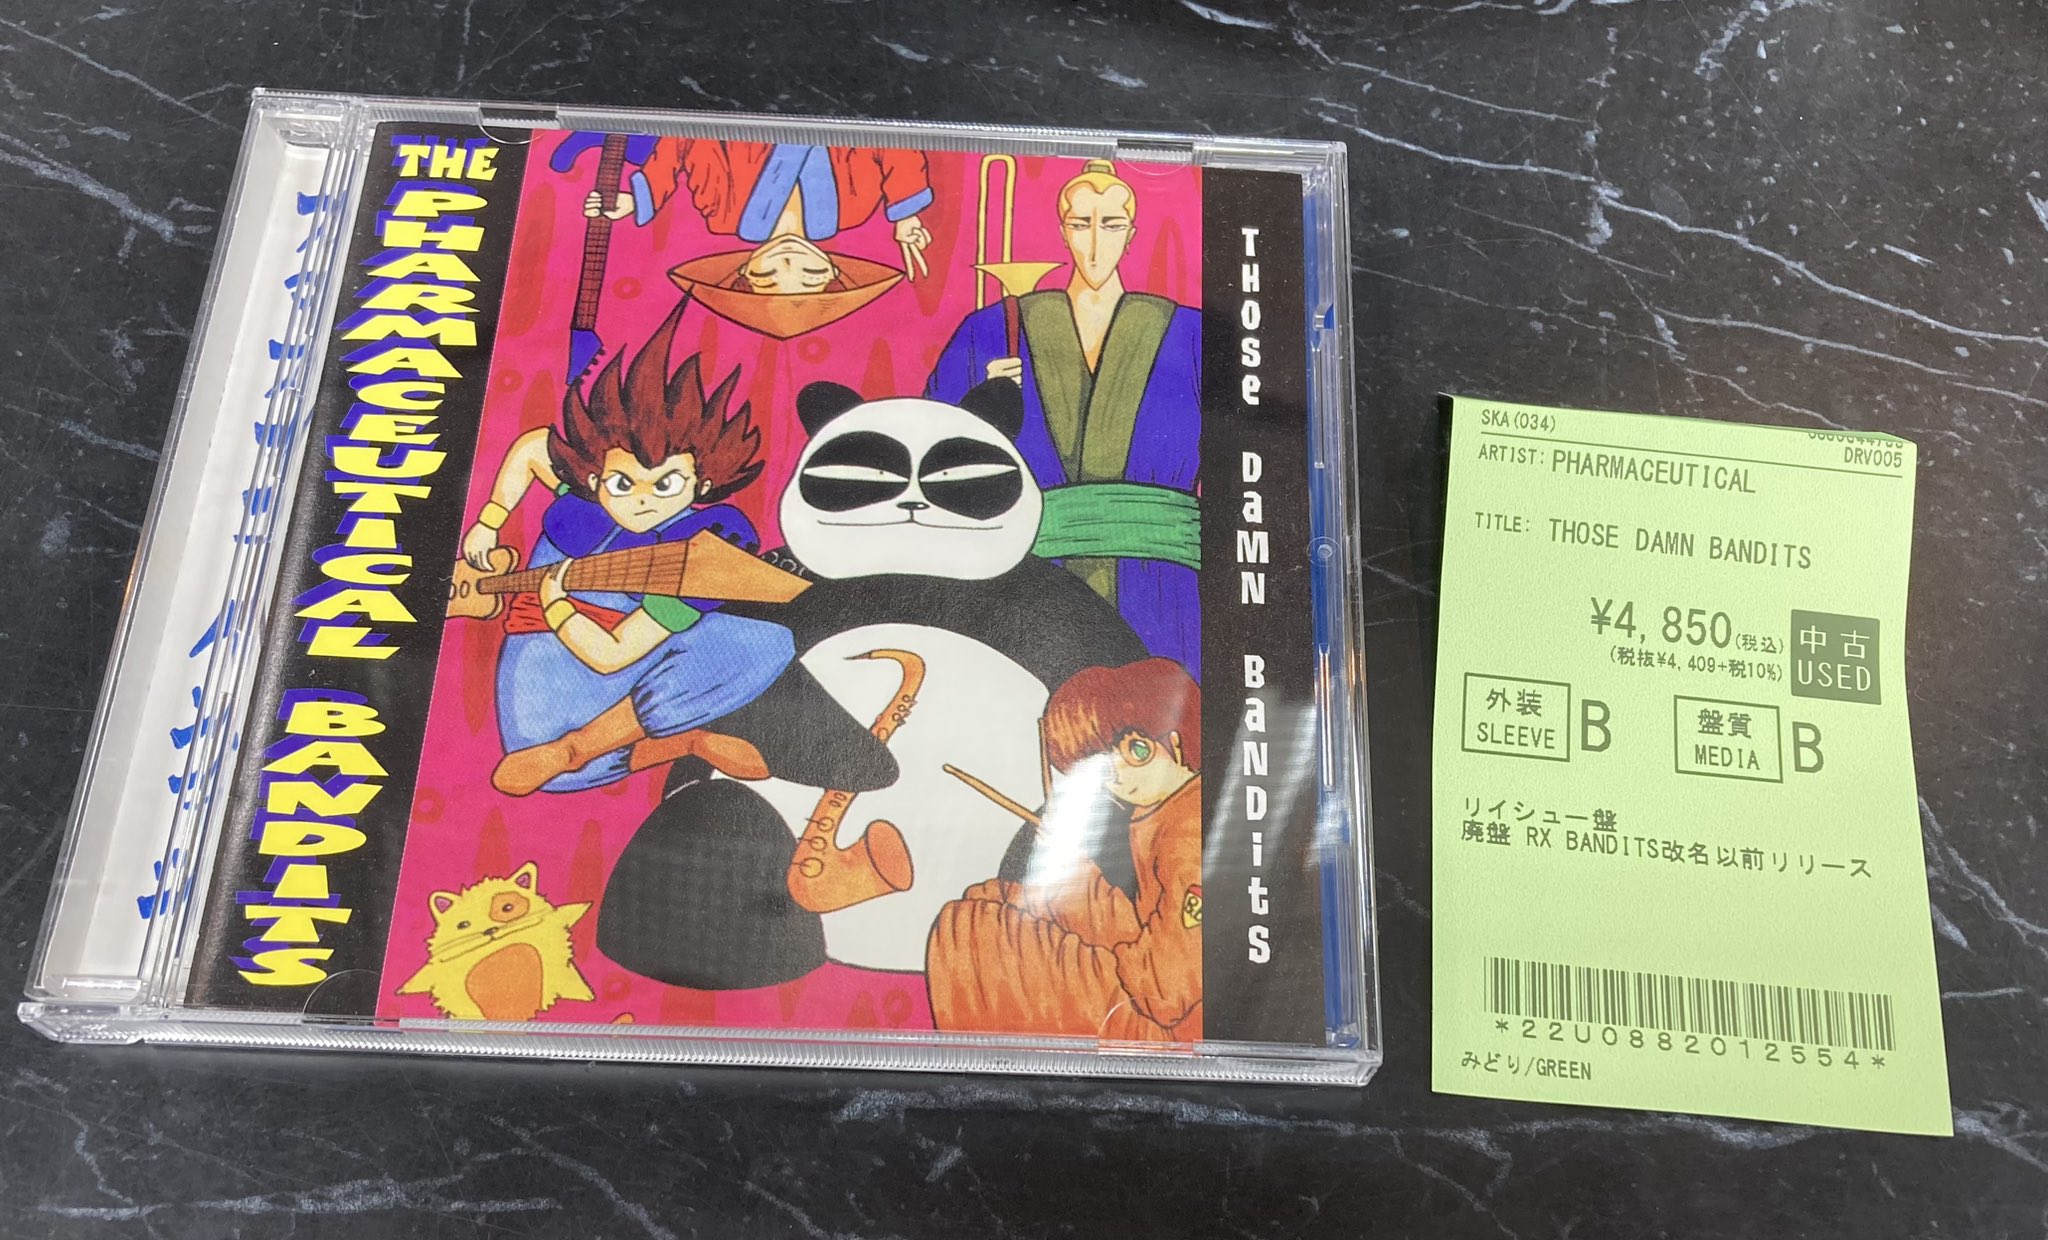 THE PHARMACEUTICAL BANDITS
THOSE DAMN BANDITS
SKA(034)
DRV005
ARTIST: PHARMACEUTICAL
TITLE: THOSE DAMN BANDITS
¥4,850(税込)
(税抜¥4,409+税10%)
中古
USED
外装
SLEEVE
B
盤質
MEDIA
B
リイシュー盤
廃盤 RX BANDITS改名以前リリース
*22U0882012554*
みどり/GREEN